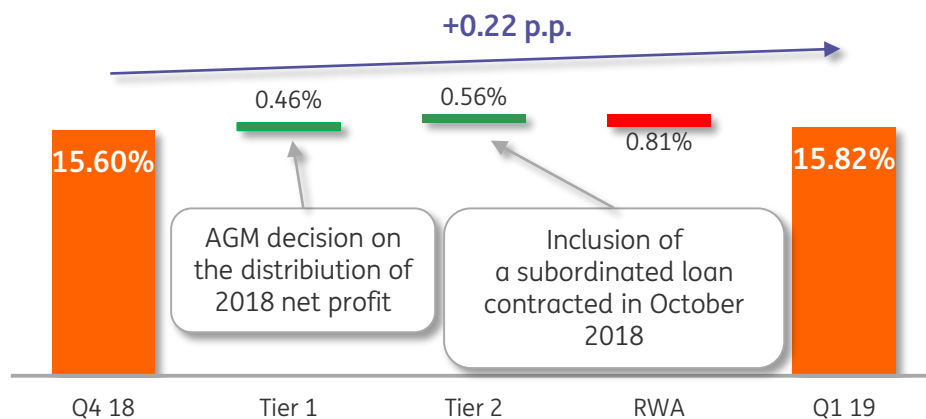 +0.22 p.p.
0.46%
0.56%
0.81%
15.60%
15.82%
AGM decision on
the distribiution of
2018 net profit
Inclusion of
a subordinated loan
contracted in October
2018
Q4 18
Tier 1
Tier 2
RWA
Q1 19